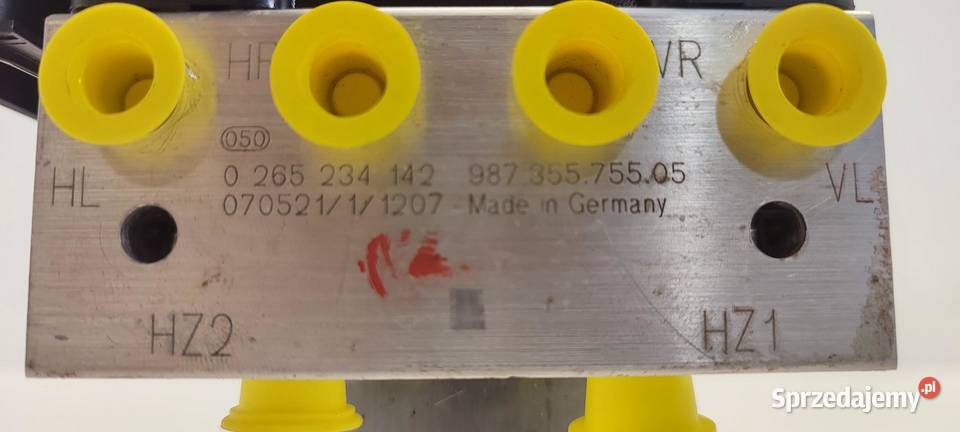 HR VR
050
0 265 234 142 987.355.755.05
HL VL
070521/1/1207 Made in Germany
HZ2 HZ1
Sprzedajemy.pl